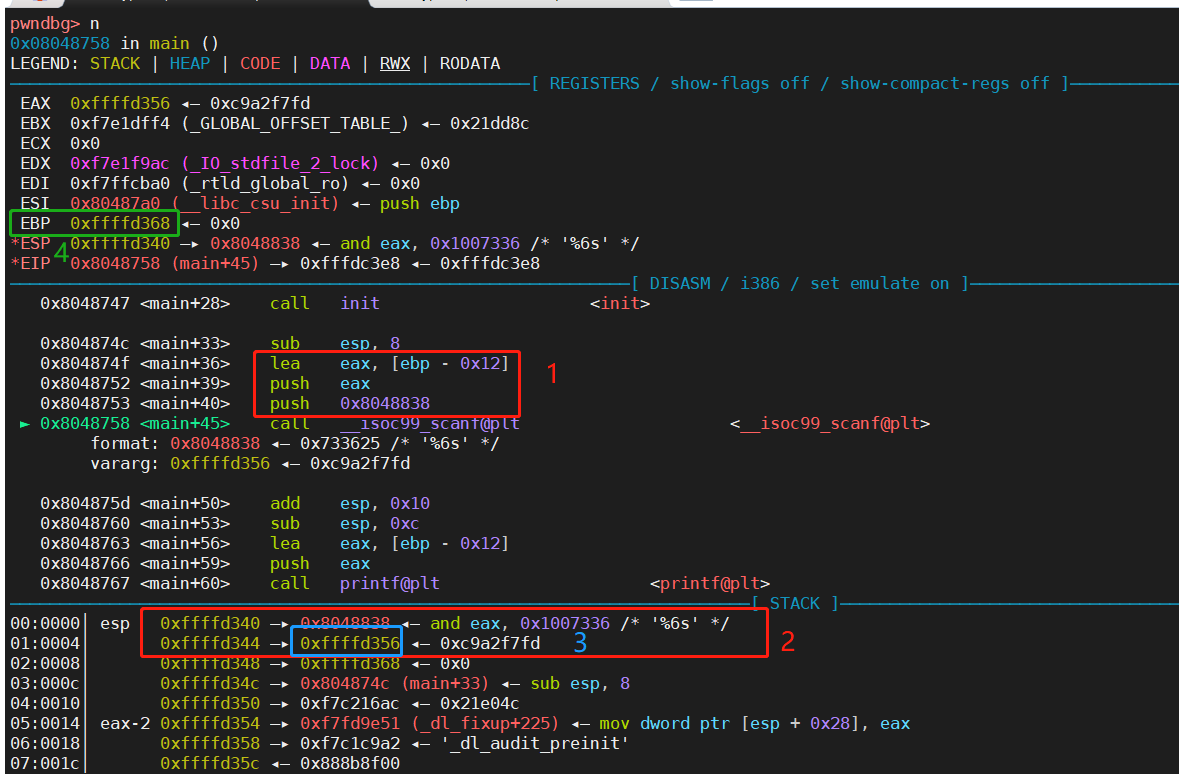 pwndbg> n
0x08048758 in main ()
LEGEND: STACK | HEAP | CODE | DATA | RWX | RODATA
[ REGISTERS / show-flags off / show-compact-regs off ]
EAX  0xffffd356 ◂— 0xc9a2f7fd
EBX  0xf7e1dff4 (_GLOBAL_OFFSET_TABLE_) ◂— 0x21dd8c
ECX  0x0
EDX  0xf7e1f9ac (_IO_stdfile_2_lock) ◂— 0x0
EDI  0xf7ffcba0 (_rtld_global_ro) ◂— 0x0
ESI  0x80487a0 (__libc_csu_init) ◂— push ebp
EBP  0xffffd368 ◂— 0x0
*ESP  0xffffd340 —▸ 0x8048838 ◂— and eax, 0x1007336 /* '%6s' */
4
*EIP  0x8048758 (main+45) —▸ 0xfffdc3e8 ◂— 0xfffdc3e8
[ DISASM / i386 / set emulate on ]
0x8048747 <main+28>    call   init                        <init>
0x804874c <main+33>    sub    esp, 8
0x804874f <main+36>    lea    eax, [ebp - 0x12]
1
0x8048752 <main+39>    push   eax
0x8048753 <main+40>    push   0x8048838
► 0x8048758 <main+45>    call   __isoc99_scanf@plt                     <__isoc99_scanf@plt>
format: 0x8048838 ◂— 0x733625 /* '%6s' */
vararg: 0xffffd356 ◂— 0xc9a2f7fd
0x804875d <main+50>    add    esp, 0x10
0x8048760 <main+53>    sub    esp, 0xc
0x8048763 <main+56>    lea    eax, [ebp - 0x12]
0x8048766 <main+59>    push   eax
0x8048767 <main+60>    call   printf@plt                     <printf@plt>
[ STACK ]
00:0000│ esp   0xffffd340 —▸ 0x8048838 ◂— and eax, 0x1007336 /* '%6s' */
01:0004│       0xffffd344 —▸ 0xffffd356 ◂— 0xc9a2f7fd
3
2
02:0008│       0xffffd348 —▸ 0xffffd368 ◂— 0x0
03:000c│       0xffffd34c —▸ 0x804874c (main+33) ◂— sub esp, 8
04:0010│       0xffffd350 —▸ 0xf7c216ac ◂— 0x21e04c
05:0014│ eax-2 0xffffd354 —▸ 0xf7fd9e51 (_dl_fixup+225) ◂— mov dword ptr [esp + 0x28], eax
06:0018│       0xffffd358 —▸ 0xf7c1c9a2 ◂— '_dl_audit_preinit'
07:001c│       0xffffd35c ◂— 0x888b8f00